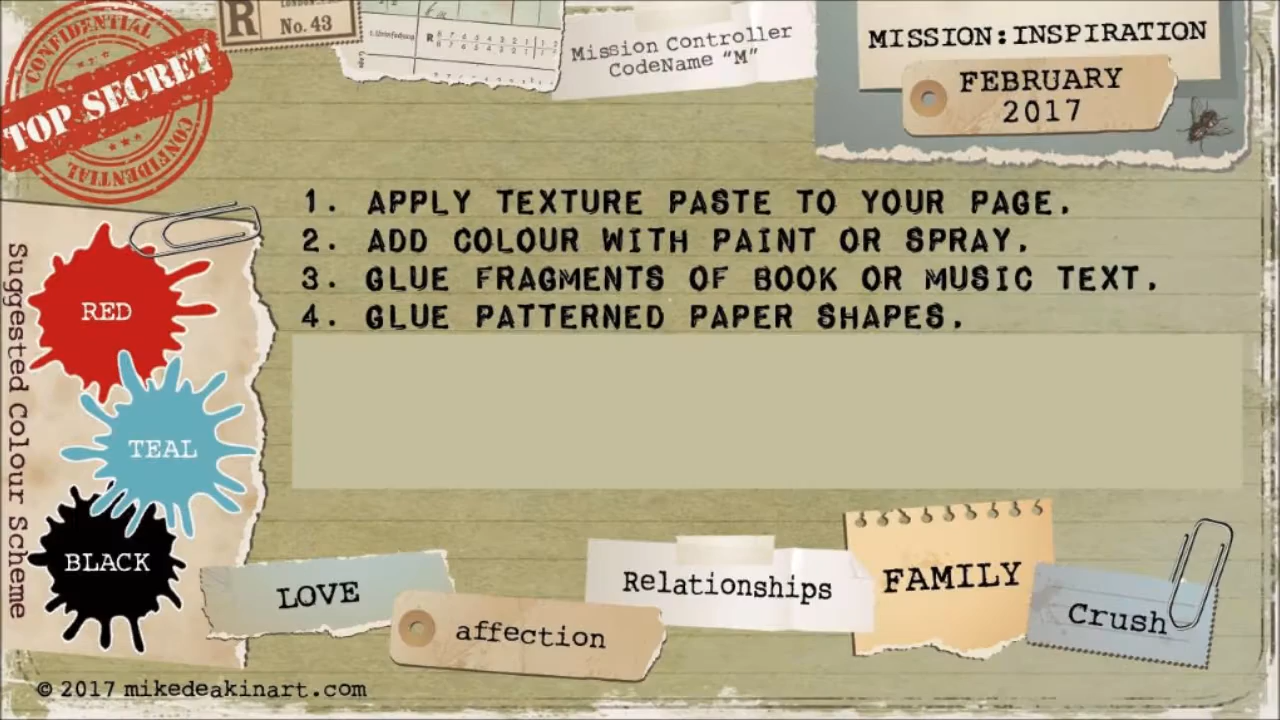 CONFIDENTIAL
TOP SECRET
CONFIDENTIAL
R
No. 43
R
Mission Controller
CodeName “M”
MISSION:INSPIRATION
FEBRUARY
2017
1. APPLY TEXTURE PASTE TO YOUR PAGE.
2. ADD COLOUR WITH PAINT OR SPRAY.
3. GLUE FRAGMENTS OF BOOK OR MUSIC TEXT.
4. GLUE PATTERNED PAPER SHAPES.
Suggested Colour Scheme
RED
TEAL
BLACK
LOVE
affection
Relationships
FAMILY
Crush
© 2017 mikedeakinart.com